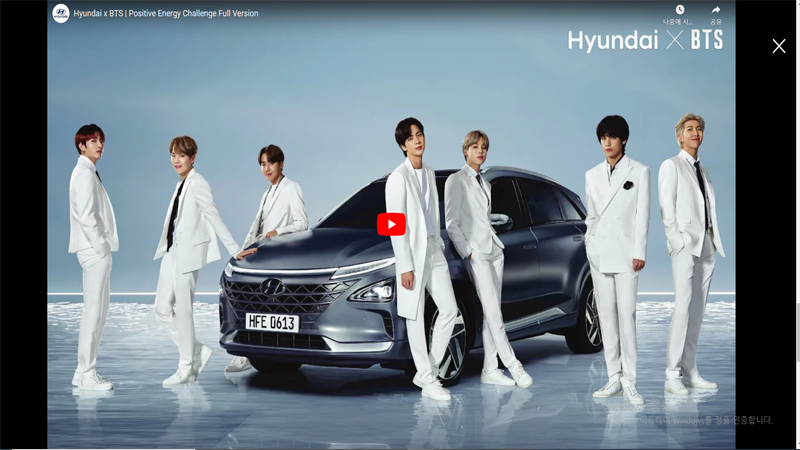 Hyundai x BTS | Positive Energy Challenge Full Version
나중에 시...
공유
Hyundai X BTS
HFE 0613
Windows를 정품 인증합니다.